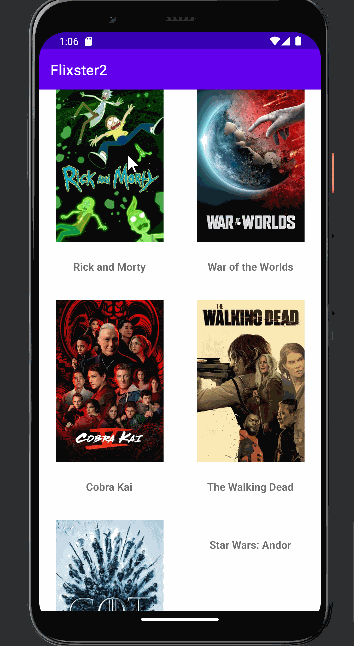 1:06
Flixster2
RICK AND MORTY
WAR OF THE WORLDS
Rick and Morty
War of the Worlds
COBRA KAI
THE WALKING DEAD
Cobra Kai
The Walking Dead
GOT
Star Wars: Andor